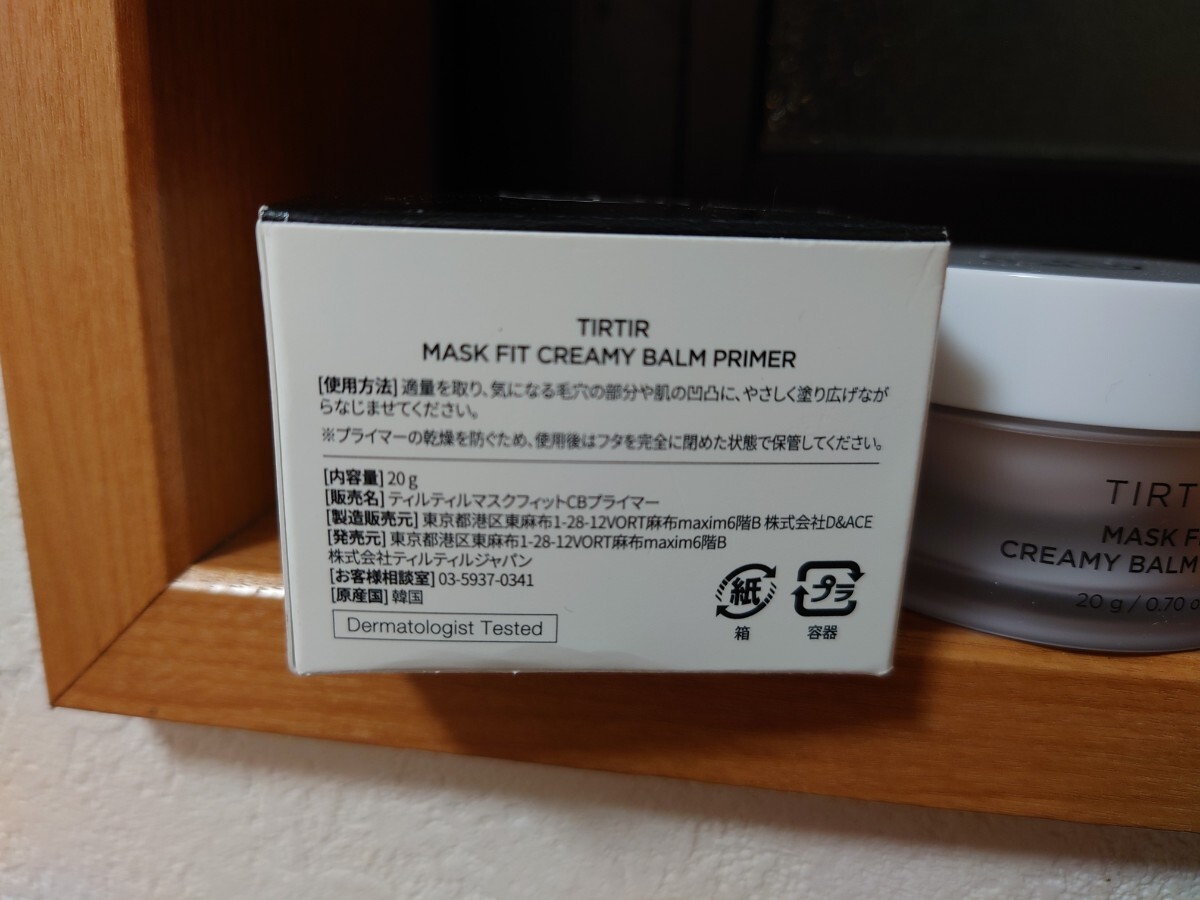 TIRTIR
MASK FIT CREAMY BALM PRIMER
[使用方法] 適量を取り、気になる毛穴の部分や肌の凹凸に、やさしく塗り広げなが
らなじませてください。
※プライマーの乾燥を防ぐため、使用後はフタを完全に閉めた状態で保管してください。
[内容量] 20 g
[販売名] ティルティルマスクフィットCBプライマー
[製造販売元] 東京都港区東麻布1-28-12VORT麻布maxim6階B 株式会社D&ACE
[発売元] 東京都港区東麻布1-28-12VORT麻布maxim6階B
株式会社ティルティルジャパン
[お客様相談室] 03-5937-0341
[原産国] 韓国
Dermatologist Tested
紙
箱
プラ
容器
TIRT
MASK F
CREAMY BALM
20 g / 0.70 o